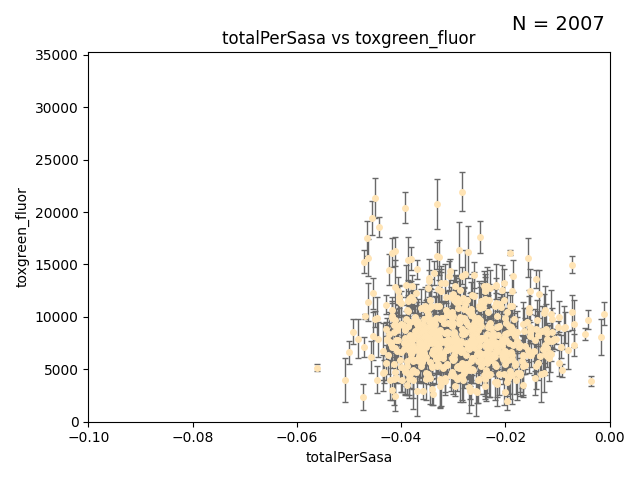 N = 2007
totalPerSasa vs toxgreen_fluor
35000
30000
25000
20000
15000
10000
5000
0
toxgreen_fluor
−0.10 −0.08 −0.06 −0.04 −0.02 0.00
totalPerSasa